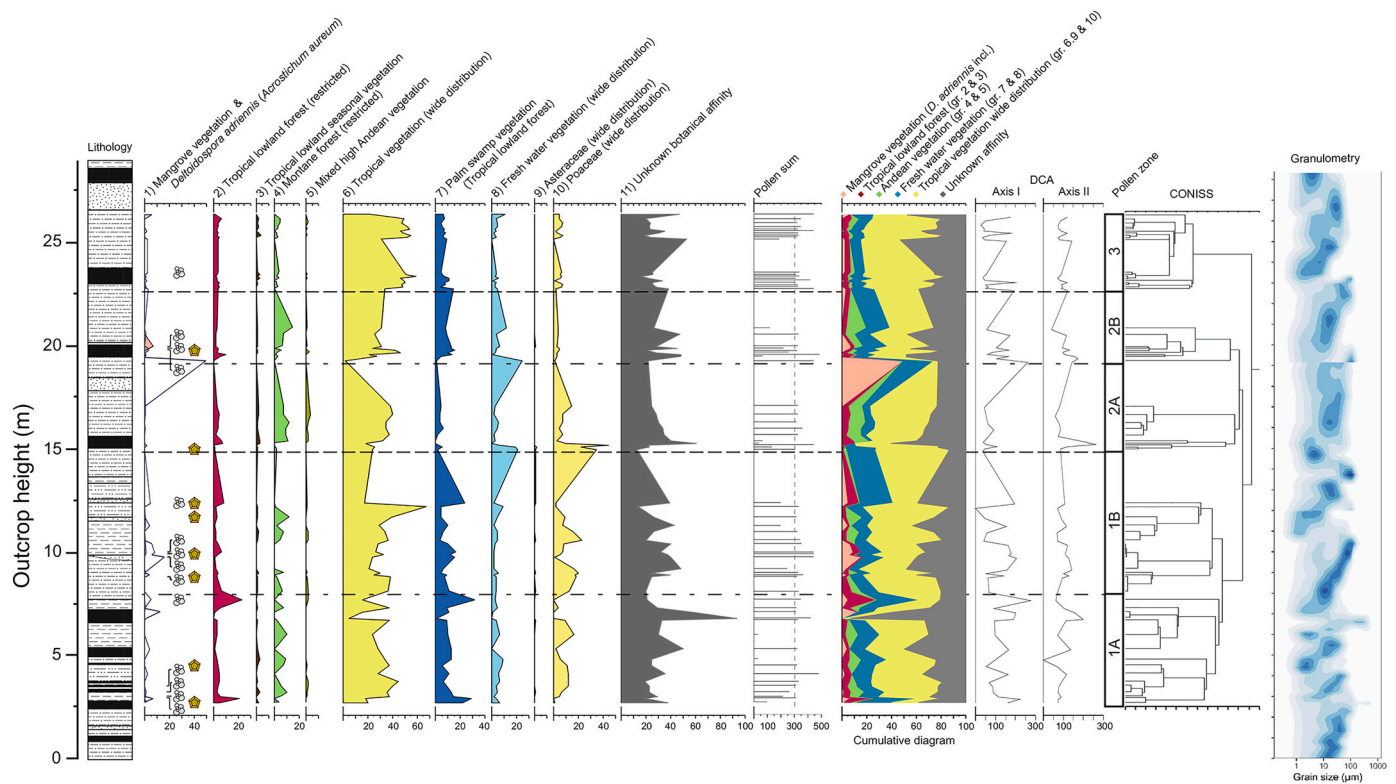 Lithology
1) Mangrove vegetation &
Deltoidospora adriennis (Acrostichum aureum)
2) Tropical lowland forest (restricted)
3) Tropical lowland seasonal vegetation
4) Montane forest (restricted)
5) Mixed high Andean vegetation
6) Tropical vegetation (wide distribution)
7) Palm swamp vegetation
(Tropical lowland forest)
8) Fresh water vegetation (wide distribution)
9) Asteraceae (wide distribution)
10) Poaceae (wide distribution)
11) Unknown botanical affinity
Pollen sum
Mangrove vegetation (D. adriennis incl.)
Tropical lowland forest (gr. 2 & 3)
Andean vegetation (gr. 4 & 5)
Fresh water vegetation (gr. 7 & 8)
Tropical vegetation wide distribution (gr. 6.9 & 10)
Unknown affinity
DCA
Axis I
Axis II
Pollen zone
CONISS
Granulometry
Outcrop height (m)
25
20
15
10
5
0
3
2B
2A
1B
1A
20 40
20
20
20 40 60
20 40
20
20 40
20 40 60 80 100
100 300 500
20 40 60 80 100
100 300
100 300
Cumulative diagram
1 10 100 1000
Grain size (µm)